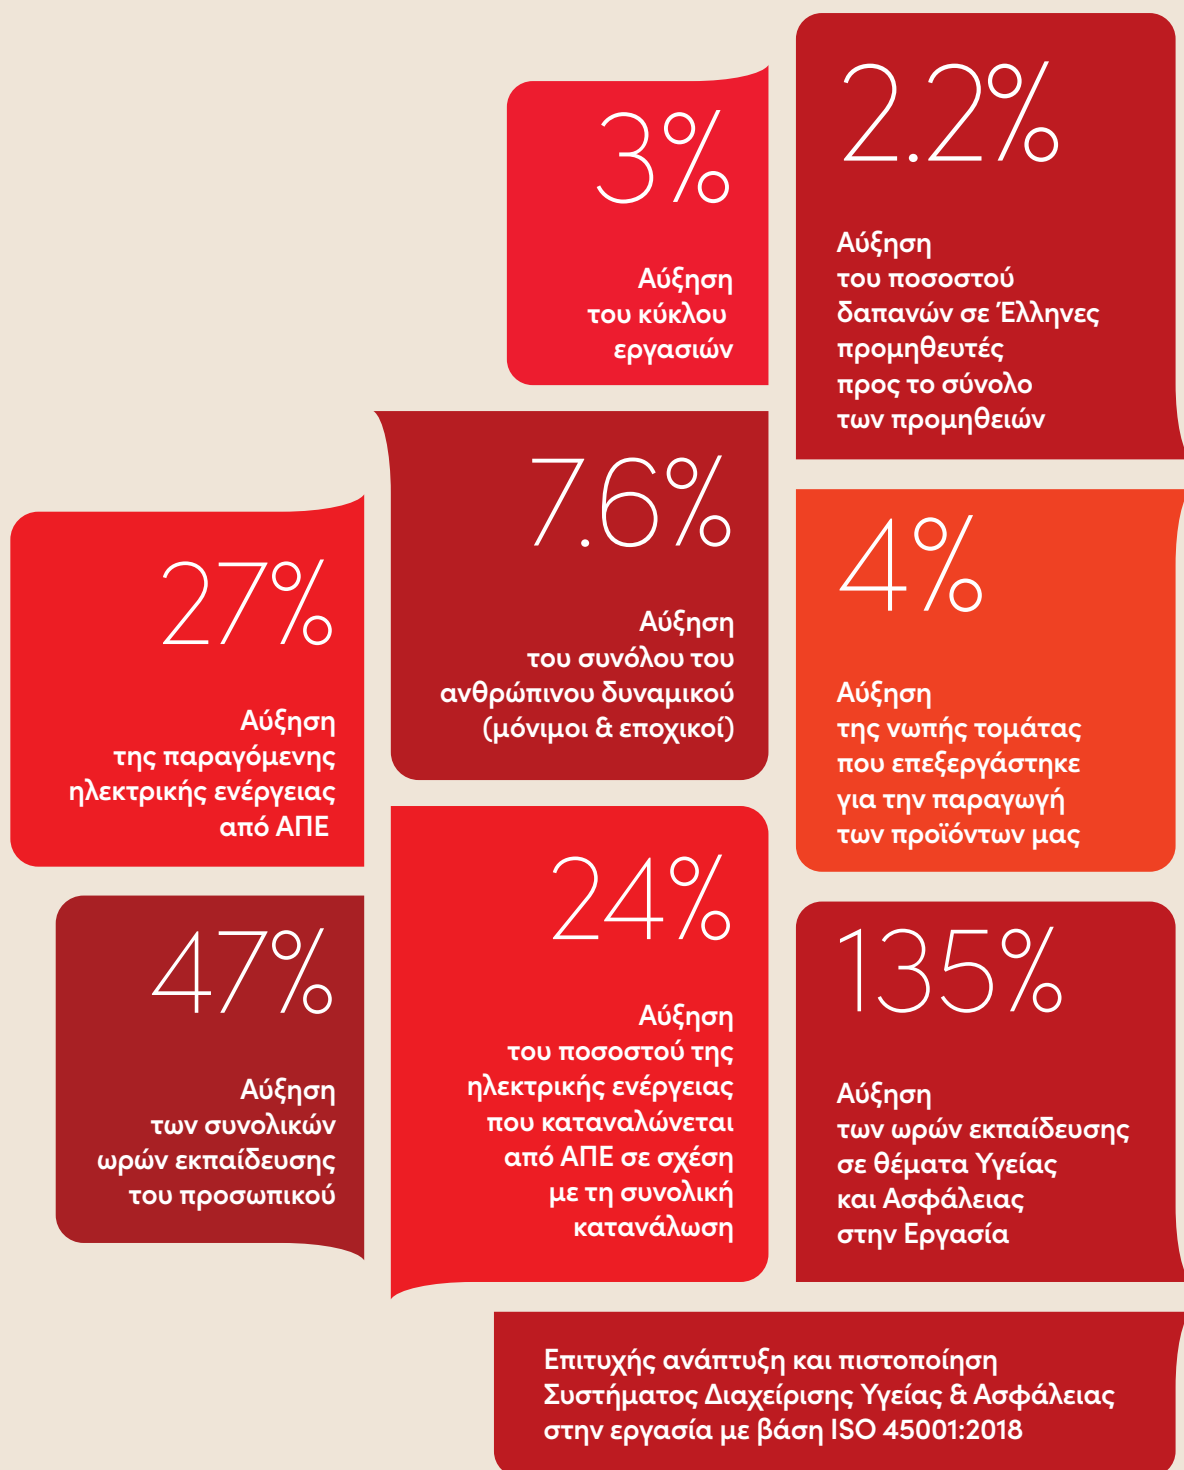 3%
Αύξηση
του κύκλου
εργασιών
2.2%
Αύξηση
του ποσοστού
δαπανών σε Έλληνες
προμηθευτές
προς το σύνολο
των προμηθειών
27%
Αύξηση
της παραγόμενης
ηλεκτρικής ενέργειας
από ΑΠΕ
7.6%
Αύξηση
του συνόλου του
ανθρώπινου δυναμικού
(μόνιμοι & εποχικοί)
4%
Αύξηση
της νωπής τομάτας
που επεξεργάστηκε
για την παραγωγή
των προϊόντων μας
47%
Αύξηση
των συνολικών
ωρών εκπαίδευσης
του προσωπικού
24%
Αύξηση
του ποσοστού της
ηλεκτρικής ενέργειας
που καταναλώνεται
από ΑΠΕ σε σχέση
με τη συνολική
κατανάλωση
135%
Αύξηση
των ωρών εκπαίδευσης
σε θέματα Υγείας
και Ασφάλειας
στην Εργασία
Επιτυχής ανάπτυξη και πιστοποίηση
Συστήματος Διαχείρισης Υγείας & Ασφάλειας
στην εργασία με βάση ISO 45001:2018